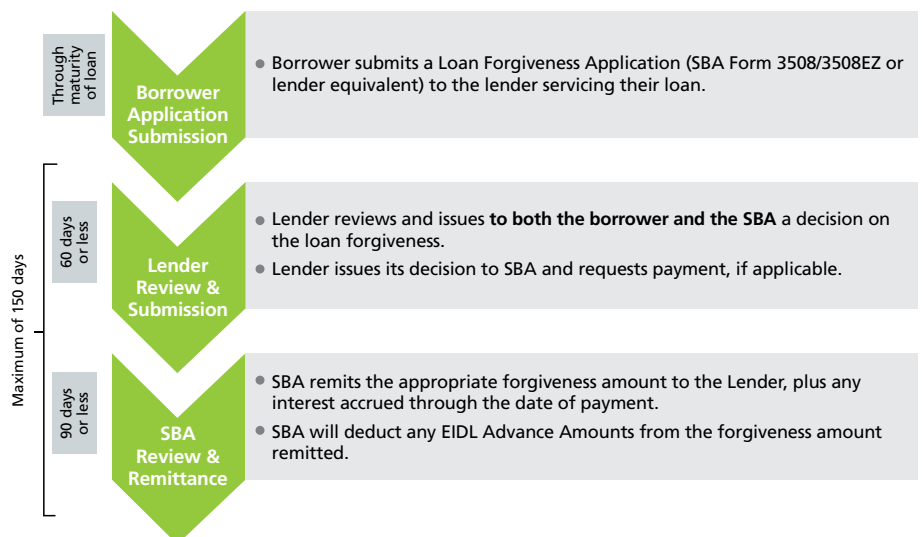 Through
maturity
of loan
Borrower
Application
Submission
• Borrower submits a Loan Forgiveness Application (SBA Form 3508/3508EZ or
lender equivalent) to the lender servicing their loan.
Maximum of 150 days
60 days
or less
Lender
Review &
Submission
• Lender reviews and issues to both the borrower and the SBA a decision on
the loan forgiveness.
• Lender issues its decision to SBA and requests payment, if applicable.
90 days
or less
SBA
Review &
Remittance
• SBA remits the appropriate forgiveness amount to the Lender, plus any
interest accrued through the date of payment.
• SBA will deduct any EIDL Advance Amounts from the forgiveness amount
remitted.